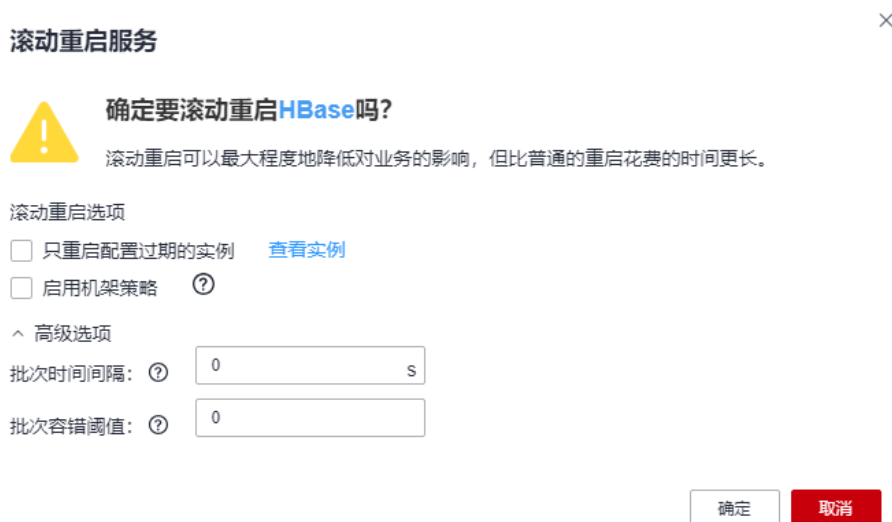 滚动重启服务
确定要滚动重启HBase吗?
滚动重启可以最大程度地降低对业务的影响，但比普通的重启花费的时间更长。
滚动重启选项
只重启配置过期的实例 查看实例
启用机架策略 ?
高级选项
批次时间间隔： ? 0 s
批次容错阈值： ? 0
确定 取消